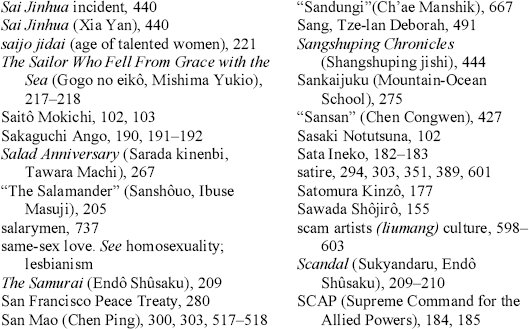 Sai Jinhua incident, 440
Sai Jinhua (Xia Yan), 440
saijo jidai (age of talented women), 221
The Sailor Who Fell From Grace with the
Sea (Gogo no eikô, Mishima Yukio),
217–218
Saitô Mokichi, 102, 103
Sakaguchi Ango, 190, 191–192
Salad Anniversary (Sarada kinenbi,
Tawara Machi), 267
“The Salamander” (Sanshôuo, Ibuse
Masuji), 205
salarymen, 737
same-sex love. See homosexuality;
lesbianism
The Samurai (Endô Shûsaku), 209
San Francisco Peace Treaty, 280
San Mao (Chen Ping), 300, 303, 517–518
“Sandungi”(Ch’ae Manshik), 667
Sang, Tze-lan Deborah, 491
Sangshuping Chronicles
(Shangshuping jishi), 444
Sankaijuku (Mountain-Ocean
School), 275
“Sansan” (Chen Congwen), 427
Sasaki Notutsuna, 102
Sata Ineko, 182–183
satire, 294, 303, 351, 389, 601
Satomura Kinzô, 177
Sawada Shôjirô, 155
scam artists (liumang) culture, 598–
603
Scandal (Sukyandaru, Endô
Shûsaku), 209–210
SCAP (Supreme Command for the
Allied Powers), 184, 185